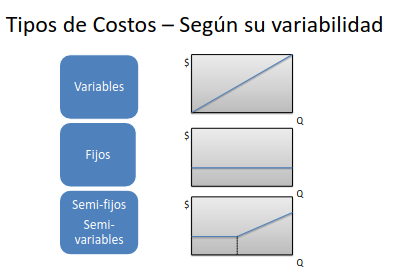 Tipos de Costos – Según su variabilidad
Variables
$
Q
Fijos
$
Q
Semi-fijos
Semi-
variables
$
Q